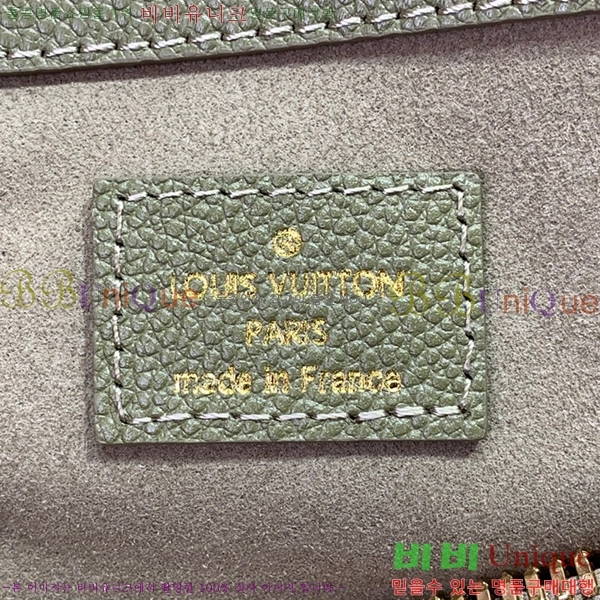 비비유니크
BBUniQue
BBUniQue
LOUIS VUITTON
PARIS
made in France
비비 Unique
믿을수 있는 명품구매대행